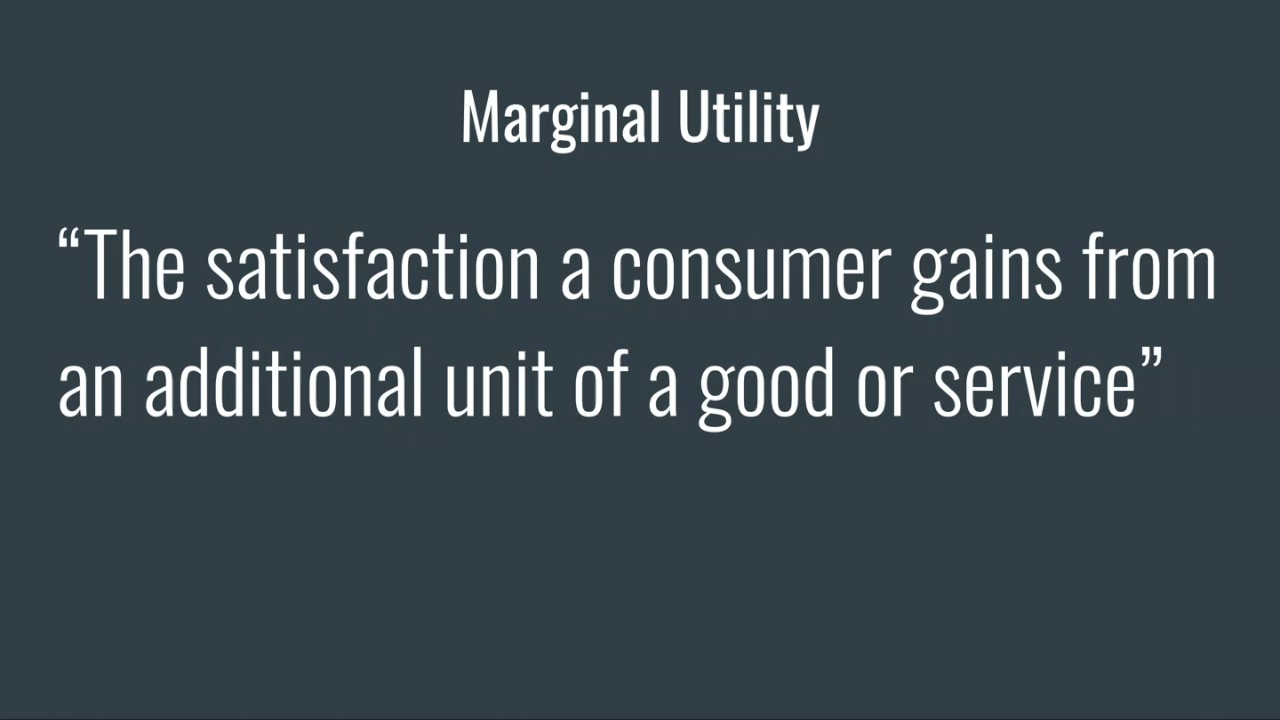 Marginal Utility
“The satisfaction a consumer gains from
an additional unit of a good or service”